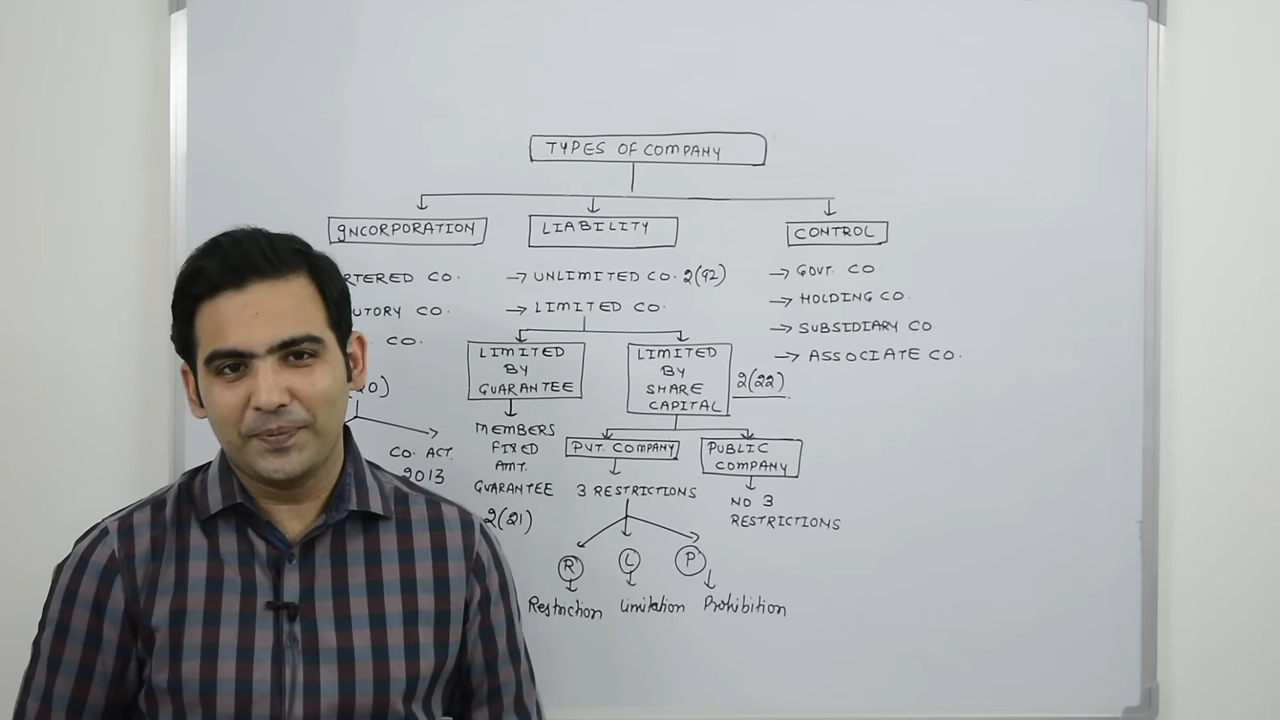 TYPES OF COMPANY
INCORPORATION
RTERED CO.
UTORY CO.
CO.
20)
CO. ACT.
2013
LIABILITY
→ UNLIMITED CO. 2(92)
→ LIMITED CO.
LIMITED
BY
GUARANTEE
MEMBERS
FIXED
AMT.
GUARANTEE
2(21)
LIMITED
BY
SHARE
CAPITAL
2(22)
PVT. COMPANY
3 RESTRICTIONS
R L P
Restriction Limitation Prohibition
PUBLIC
COMPANY
NO 3
RESTRICTIONS
CONTROL
→ GOVT. CO
→ HOLDING CO.
→ SUBSIDIARY CO
→ ASSOCIATE CO.